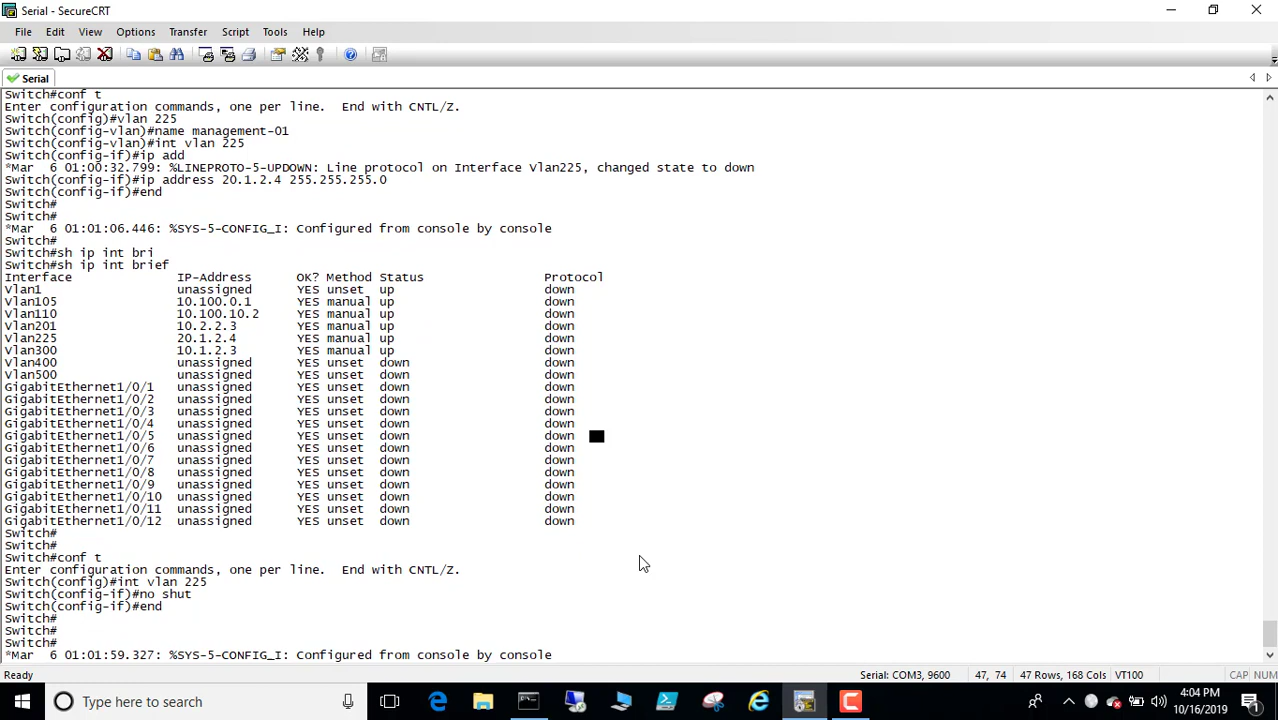 Serial - SecureCRT
File Edit View Options Transfer Script Tools Help
Serial
Switch#conf t
Enter configuration commands, one per line.  End with CNTL/Z.
Switch(config)#vlan 225
Switch(config-vlan)#name management-01
Switch(config-vlan)#int vlan 225
Switch(config-if)#ip add
*Mar  6 01:00:32.799: %LINEPROTO-5-UPDOWN: Line protocol on Interface Vlan225, changed state to down
Switch(config-if)#ip address 20.1.2.4 255.255.255.0
Switch(config-if)#end
Switch#
Switch#
*Mar  6 01:01:06.446: %SYS-5-CONFIG_I: Configured from console by console
Switch#
Switch#sh ip int bri
Switch#sh ip int brief
Interface              IP-Address      OK? Method Status                Protocol
Vlan1                  unassigned      YES unset  up                    down
Vlan105                10.100.0.1      YES manual up                    down
Vlan110                10.100.10.2     YES manual up                    down
Vlan201                10.2.2.3        YES manual up                    down
Vlan225                20.1.2.4        YES manual up                    down
Vlan300                10.1.2.3        YES manual up                    down
Vlan400                unassigned      YES unset  down                  down
Vlan500                unassigned      YES unset  down                  down
GigabitEthernet1/0/1   unassigned      YES unset  down                  down
GigabitEthernet1/0/2   unassigned      YES unset  down                  down
GigabitEthernet1/0/3   unassigned      YES unset  down                  down
GigabitEthernet1/0/4   unassigned      YES unset  down                  down
GigabitEthernet1/0/5   unassigned      YES unset  down                  down
GigabitEthernet1/0/6   unassigned      YES unset  down                  down
GigabitEthernet1/0/7   unassigned      YES unset  down                  down
GigabitEthernet1/0/8   unassigned      YES unset  down                  down
GigabitEthernet1/0/9   unassigned      YES unset  down                  down
GigabitEthernet1/0/10  unassigned      YES unset  down                  down
GigabitEthernet1/0/11  unassigned      YES unset  down                  down
GigabitEthernet1/0/12  unassigned      YES unset  down                  down
Switch#
Switch#
Switch#conf t
Enter configuration commands, one per line.  End with CNTL/Z.
Switch(config)#int vlan 225
Switch(config-if)#no shut
Switch(config-if)#end
Switch#
Switch#
Switch#
*Mar  6 01:01:59.327: %SYS-5-CONFIG_I: Configured from console by console
Ready Serial: COM3, 9600 47, 74 47 Rows, 168 Cols VT100 CAP NUM
Type here to search
4:04 PM
10/16/2019
1